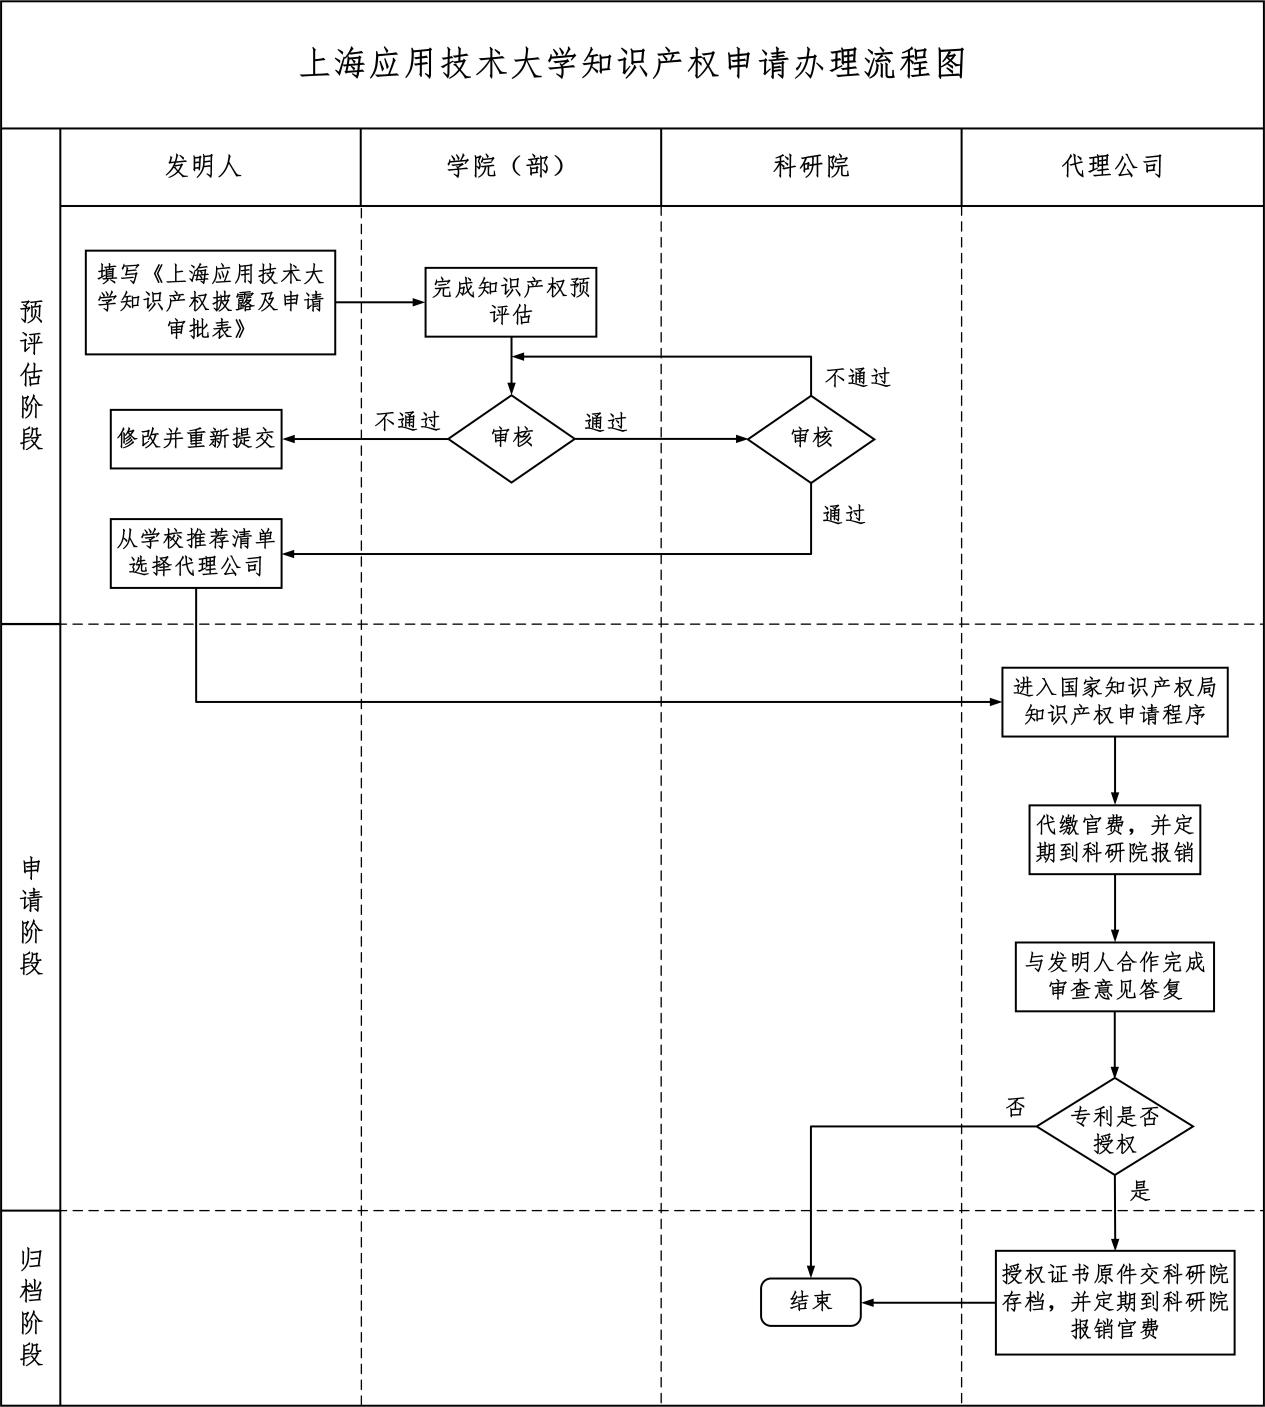 上海应用技术大学知识产权申请办理流程图
发明人
学院（部）
科研院
代理公司
预评估阶段
填写《上海应用技术大
学知识产权披露及申请
审批表》
完成知识产权预
评估
不通过
修改并重新提交
不通过
审核
通过
审核
通过
从学校推荐清单
选择代理公司
申请阶段
进入国家知识产权局
知识产权申请程序
代缴官费，并定
期到科研院报销
与发明人合作完成
审查意见答复
否
专利是否
授权
是
归档阶段
结束
授权证书原件交科研院
存档，并定期到科研院
报销官费